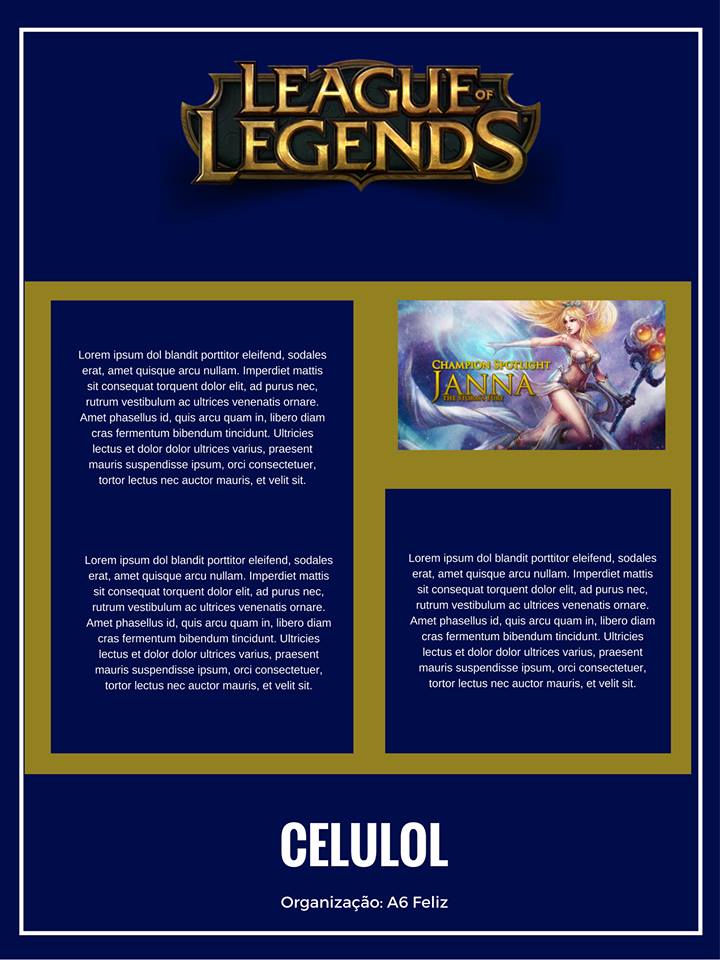 LEAGUE OF
LEGENDS
Lorem ipsum dol blandit porttitor eleifend, sodales
erat, amet quisque arcu nullam. Imperdiet mattis
sit consequat torquent dolor elit, ad purus nec,
rutrum vestibulum ac ultrices venenatis ornare.
Amet phasellus id, quis arcu quam in, libero diam
cras fermentum bibendum tincidunt. Ultricies
lectus et dolor dolor ultrices varius, praesent
mauris suspendisse ipsum, orci consectetuer,
tortor lectus nec auctor mauris, et velit sit.
Lorem ipsum dol blandit porttitor eleifend, sodales
erat, amet quisque arcu nullam. Imperdiet mattis
sit consequat torquent dolor elit, ad purus nec,
rutrum vestibulum ac ultrices venenatis ornare.
Amet phasellus id, quis arcu quam in, libero diam
cras fermentum bibendum tincidunt. Ultricies
lectus et dolor dolor ultrices varius, praesent
mauris suspendisse ipsum, orci consectetuer,
tortor lectus nec auctor mauris, et velit sit.
CHAMPION SPOTLIGHT
JANNA
THE STORM'S FURY
Lorem ipsum dol blandit porttitor eleifend, sodales
erat, amet quisque arcu nullam. Imperdiet mattis
sit consequat torquent dolor elit, ad purus nec,
rutrum vestibulum ac ultrices venenatis ornare.
Amet phasellus id, quis arcu quam in, libero diam
cras fermentum bibendum tincidunt. Ultricies
lectus et dolor dolor ultrices varius, praesent
mauris suspendisse ipsum, orci consectetuer,
tortor lectus nec auctor mauris, et velit sit.
CELULOL
Organização: A6 Feliz